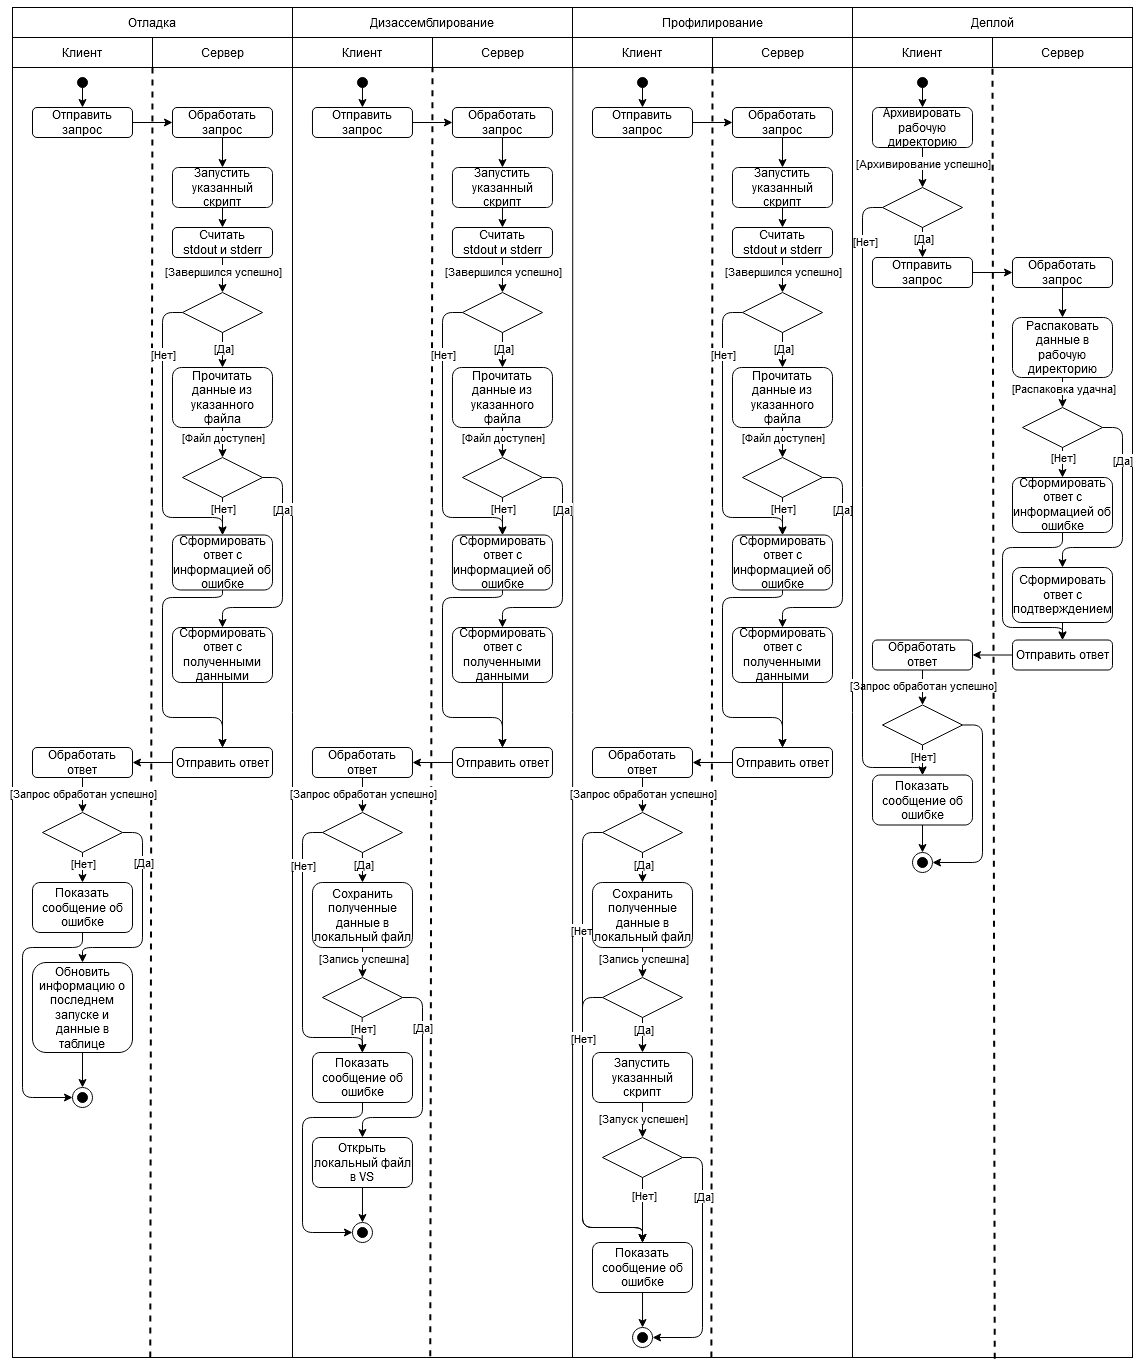 Отладка
Клиент
Сервер
Отправить
запрос
Обработать
запрос
Запустить
указанный
скрипт
Считать
stdout и stderr
[Завершился успешно]
[Нет]
[Да]
Прочитать
данные из
указанного
файла
[Файл доступен]
[Нет]
[Да]
Сформировать
ответ с
информацией об
ошибке
Сформировать
ответ с
полученными
данными
Обработать
ответ
Отправить ответ
[Запрос обработан успешно]
[Нет]
[Да]
Показать
сообщение об
ошибке
Обновить
информацию о
последнем
запуске и
данные в
таблице
Дизассемблирование
Клиент
Сервер
Отправить
запрос
Обработать
запрос
Запустить
указанный
скрипт
Считать
stdout и stderr
[Завершился успешно]
[Нет]
[Да]
Прочитать
данные из
указанного
файла
[Файл доступен]
[Нет]
[Да]
Сформировать
ответ с
информацией об
ошибке
Сформировать
ответ с
полученными
данными
Обработать
ответ
Отправить ответ
[Запрос обработан успешно]
[Нет]
[Да]
Сохранить
полученные
данные в
локальный файл
[Запись успешна]
[Нет]
[Да]
Показать
сообщение об
ошибке
Открыть
локальный файл
в VS
Профилирование
Клиент
Сервер
Отправить
запрос
Обработать
запрос
Запустить
указанный
скрипт
Считать
stdout и stderr
[Завершился успешно]
[Нет]
[Да]
Прочитать
данные из
указанного
файла
[Файл доступен]
[Нет]
[Да]
Сформировать
ответ с
информацией об
ошибке
Сформировать
ответ с
полученными
данными
Обработать
ответ
Отправить ответ
[Запрос обработан успешно]
[Да]
Сохранить
полученные
данные в
локальный файл
[Нет]
[Запись успешна]
[Да]
[Нет]
Запустить
указанный
скрипт
[Запуск успешен]
[Нет]
[Да]
Показать
сообщение об
ошибке
Деплой
Клиент
Сервер
Архивировать
рабочую
директорию
[Архивирование успешно]
[Нет]
[Да]
Отправить
запрос
Обработать
запрос
Распаковать
данные в
рабочую
директорию
[Распаковка удачна]
[Нет]
[Да]
Сформировать
ответ с
информацией об
ошибке
Сформировать
ответ с
подтверждением
Обработать
ответ
Отправить ответ
[Запрос обработан успешно]
[Нет]
Показать
сообщение об
ошибке